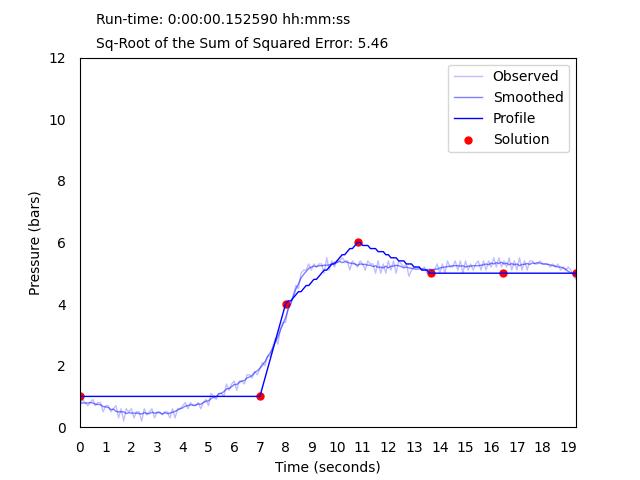 Run-time: 0:00:00.152590 hh:mm:ss
Sq-Root of the Sum of Squared Error: 5.46
12
10
8
6
4
2
0
Pressure (bars)
Observed
Smoothed
Profile
Solution
0 1 2 3 4 5 6 7 8 9 10 11 12 13 14 15 16 17 18 19
Time (seconds)